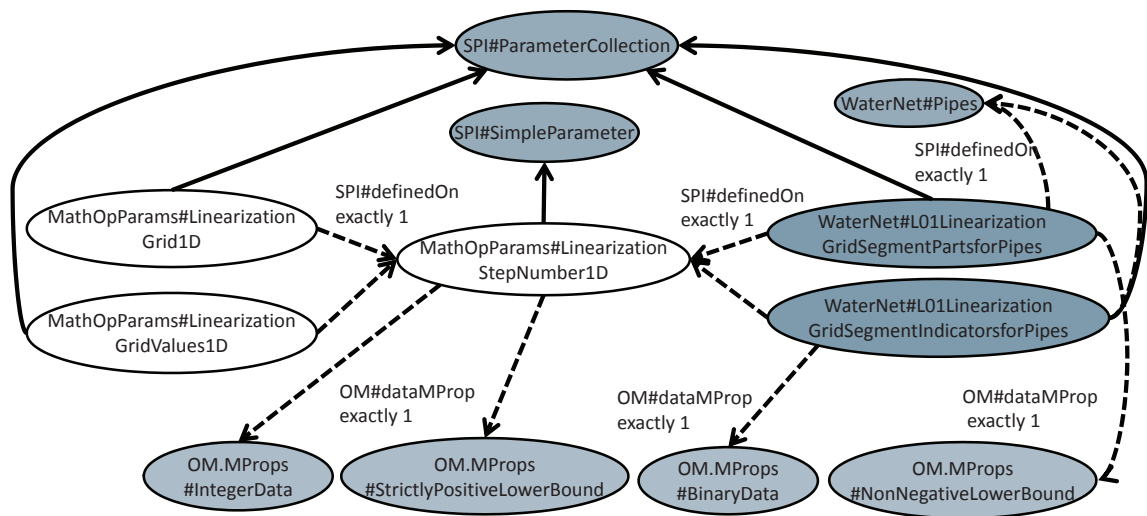 SPI#ParameterCollection
WaterNet#Pipes
SPI#SimpleParameter
SPI#definedOn
exactly 1
SPI#definedOn
exactly 1
SPI#definedOn
exactly 1
MathOpParams#Linearization
Grid1D
MathOpParams#Linearization
StepNumber1D
WaterNet#L01Linearization
GridSegmentPartsforPipes
MathOpParams#Linearization
GridValues1D
WaterNet#L01Linearization
GridSegmentIndicatorsforPipes
OM#dataMProp
exactly 1
OM#dataMProp
exactly 1
OM#dataMProp
exactly 1
OM.MProps
#IntegerData
OM.MProps
#StrictlyPositiveLowerBound
OM.MProps
#BinaryData
OM.MProps
#NonNegativeLowerBound